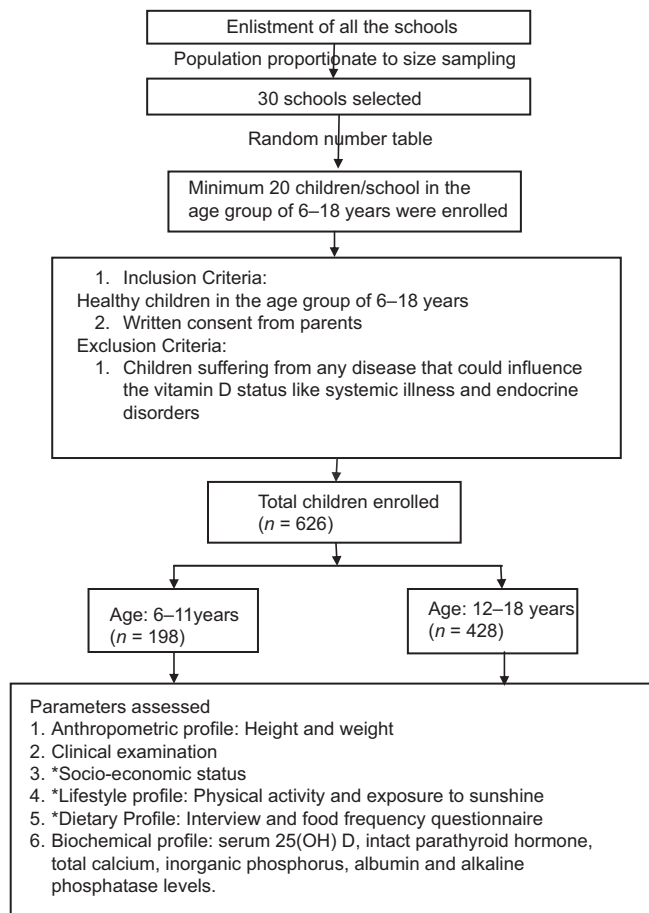 Enlistment of all the schools
Population proportionate to size sampling
30 schools selected
Random number table
Minimum 20 children/school in the
age group of 6–18 years were enrolled
1. Inclusion Criteria:
Healthy children in the age group of 6–18 years
2. Written consent from parents
Exclusion Criteria:
1. Children suffering from any disease that could influence
the vitamin D status like systemic illness and endocrine
disorders
Total children enrolled
(n = 626)
Age: 6–11years
(n = 198)
Age: 12–18 years
(n = 428)
Parameters assessed
1. Anthropometric profile: Height and weight
2. Clinical examination
3. *Socio-economic status
4. *Lifestyle profile: Physical activity and exposure to sunshine
5. *Dietary Profile: Interview and food frequency questionnaire
6. Biochemical profile: serum 25(OH) D, intact parathyroid hormone,
total calcium, inorganic phosphorus, albumin and alkaline
phosphatase levels.